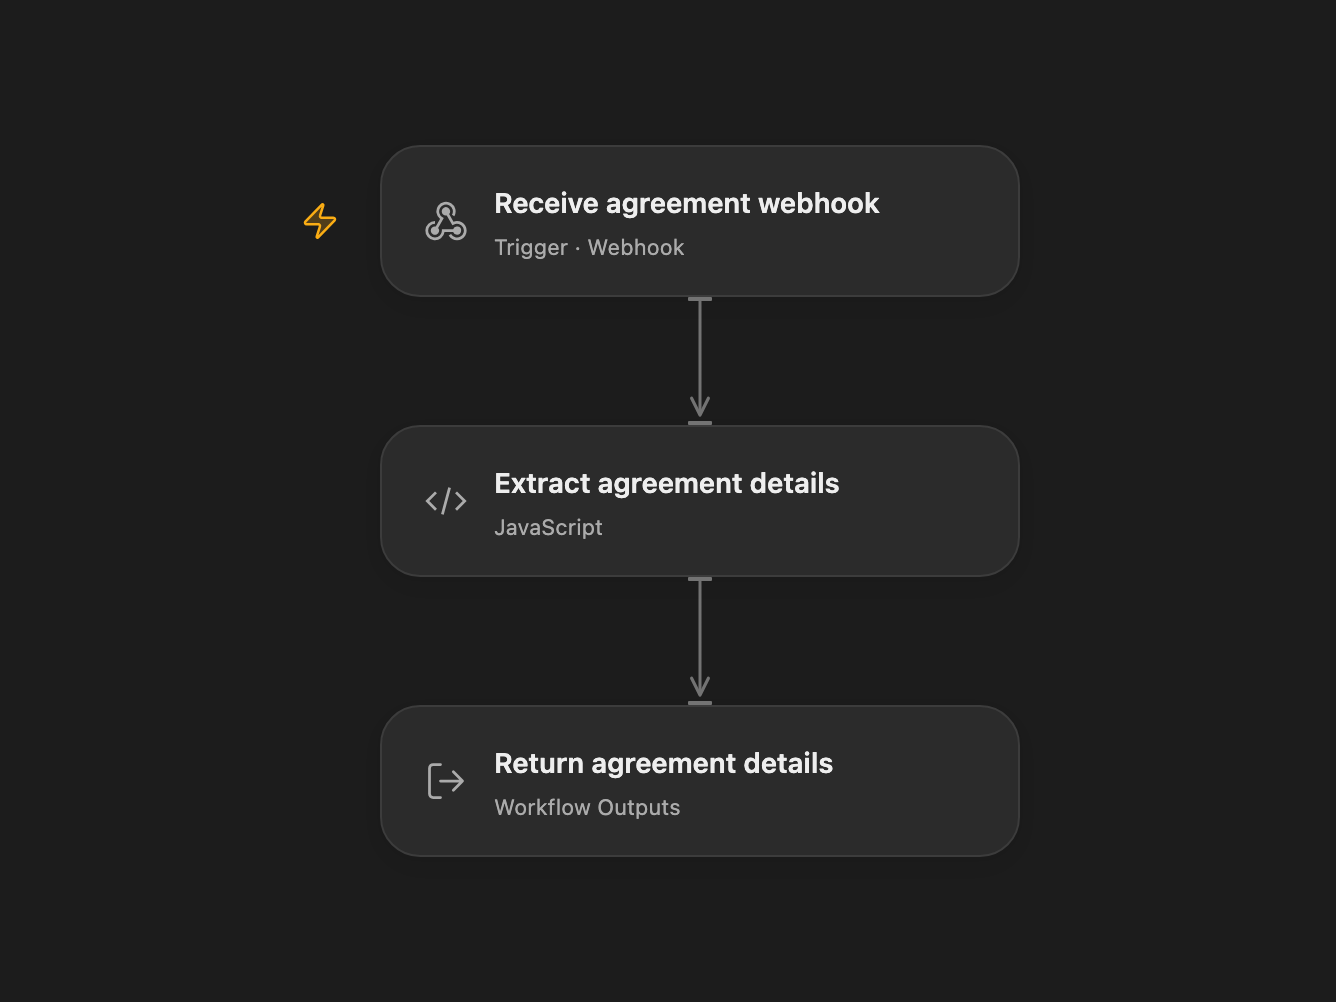 Receive agreement webhook
Trigger · Webhook
Extract agreement details
JavaScript
Return agreement details
Workflow Outputs